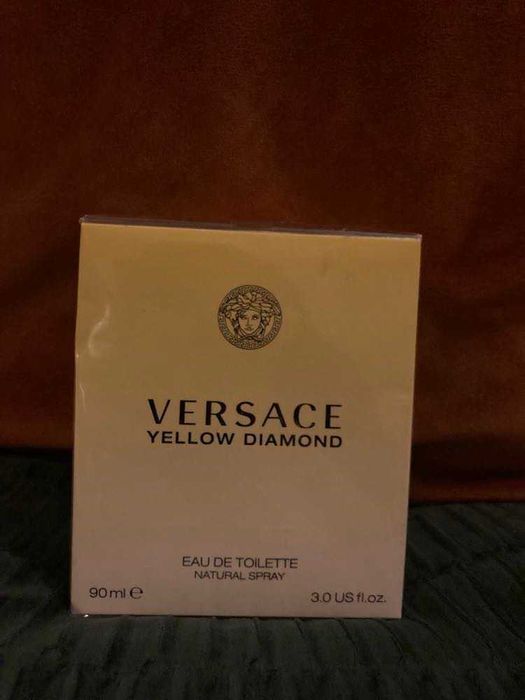 VERSACE
YELLOW DIAMOND
EAU DE TOILETTE
NATURAL SPRAY
90 ml ℮
3.0 US fl.oz.